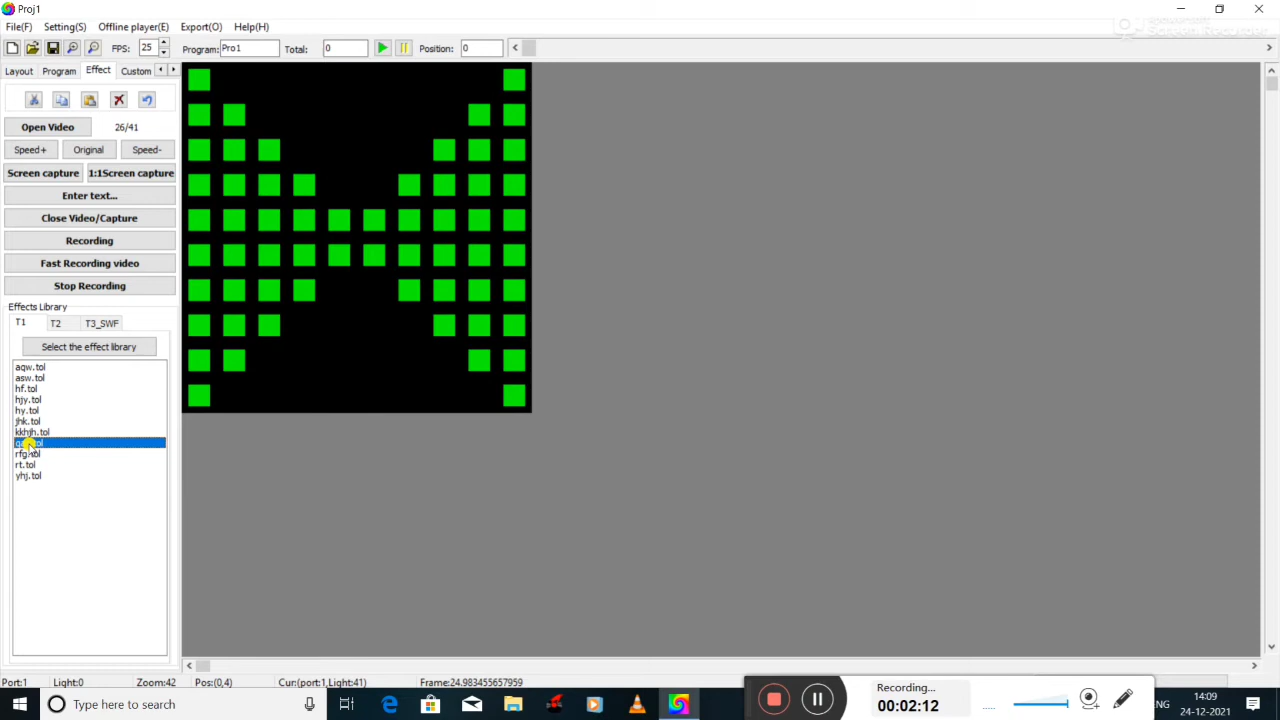 Proj1
File(F) Setting(S) Offline player(E) Export(O) Help(H)
FPS: 25 Program: Pro1 Total: 0 Position: 0
Layout Program Effect Custom
Open Video 26/41
Speed+ Original Speed-
Screen capture 1:1Screen capture
Enter text...
Close Video/Capture
Recording
Fast Recording video
Stop Recording
Effects Library
T1 T2 T3_SWF
Select the effect library
aqw.tol
asw.tol
hf.tol
hjy.tol
hy.tol
jhk.tol
kkhjh.tol
rfg.tol
rt.tol
yhj.tol
Port:1 Light:0 Zoom:42 Pos(0,4) Cur:(port:1,Light:41) Frame:24.983455657959
Type here to search
Recording...
00:02:12
ENG
14:09
24-12-2021
Screen Recorder